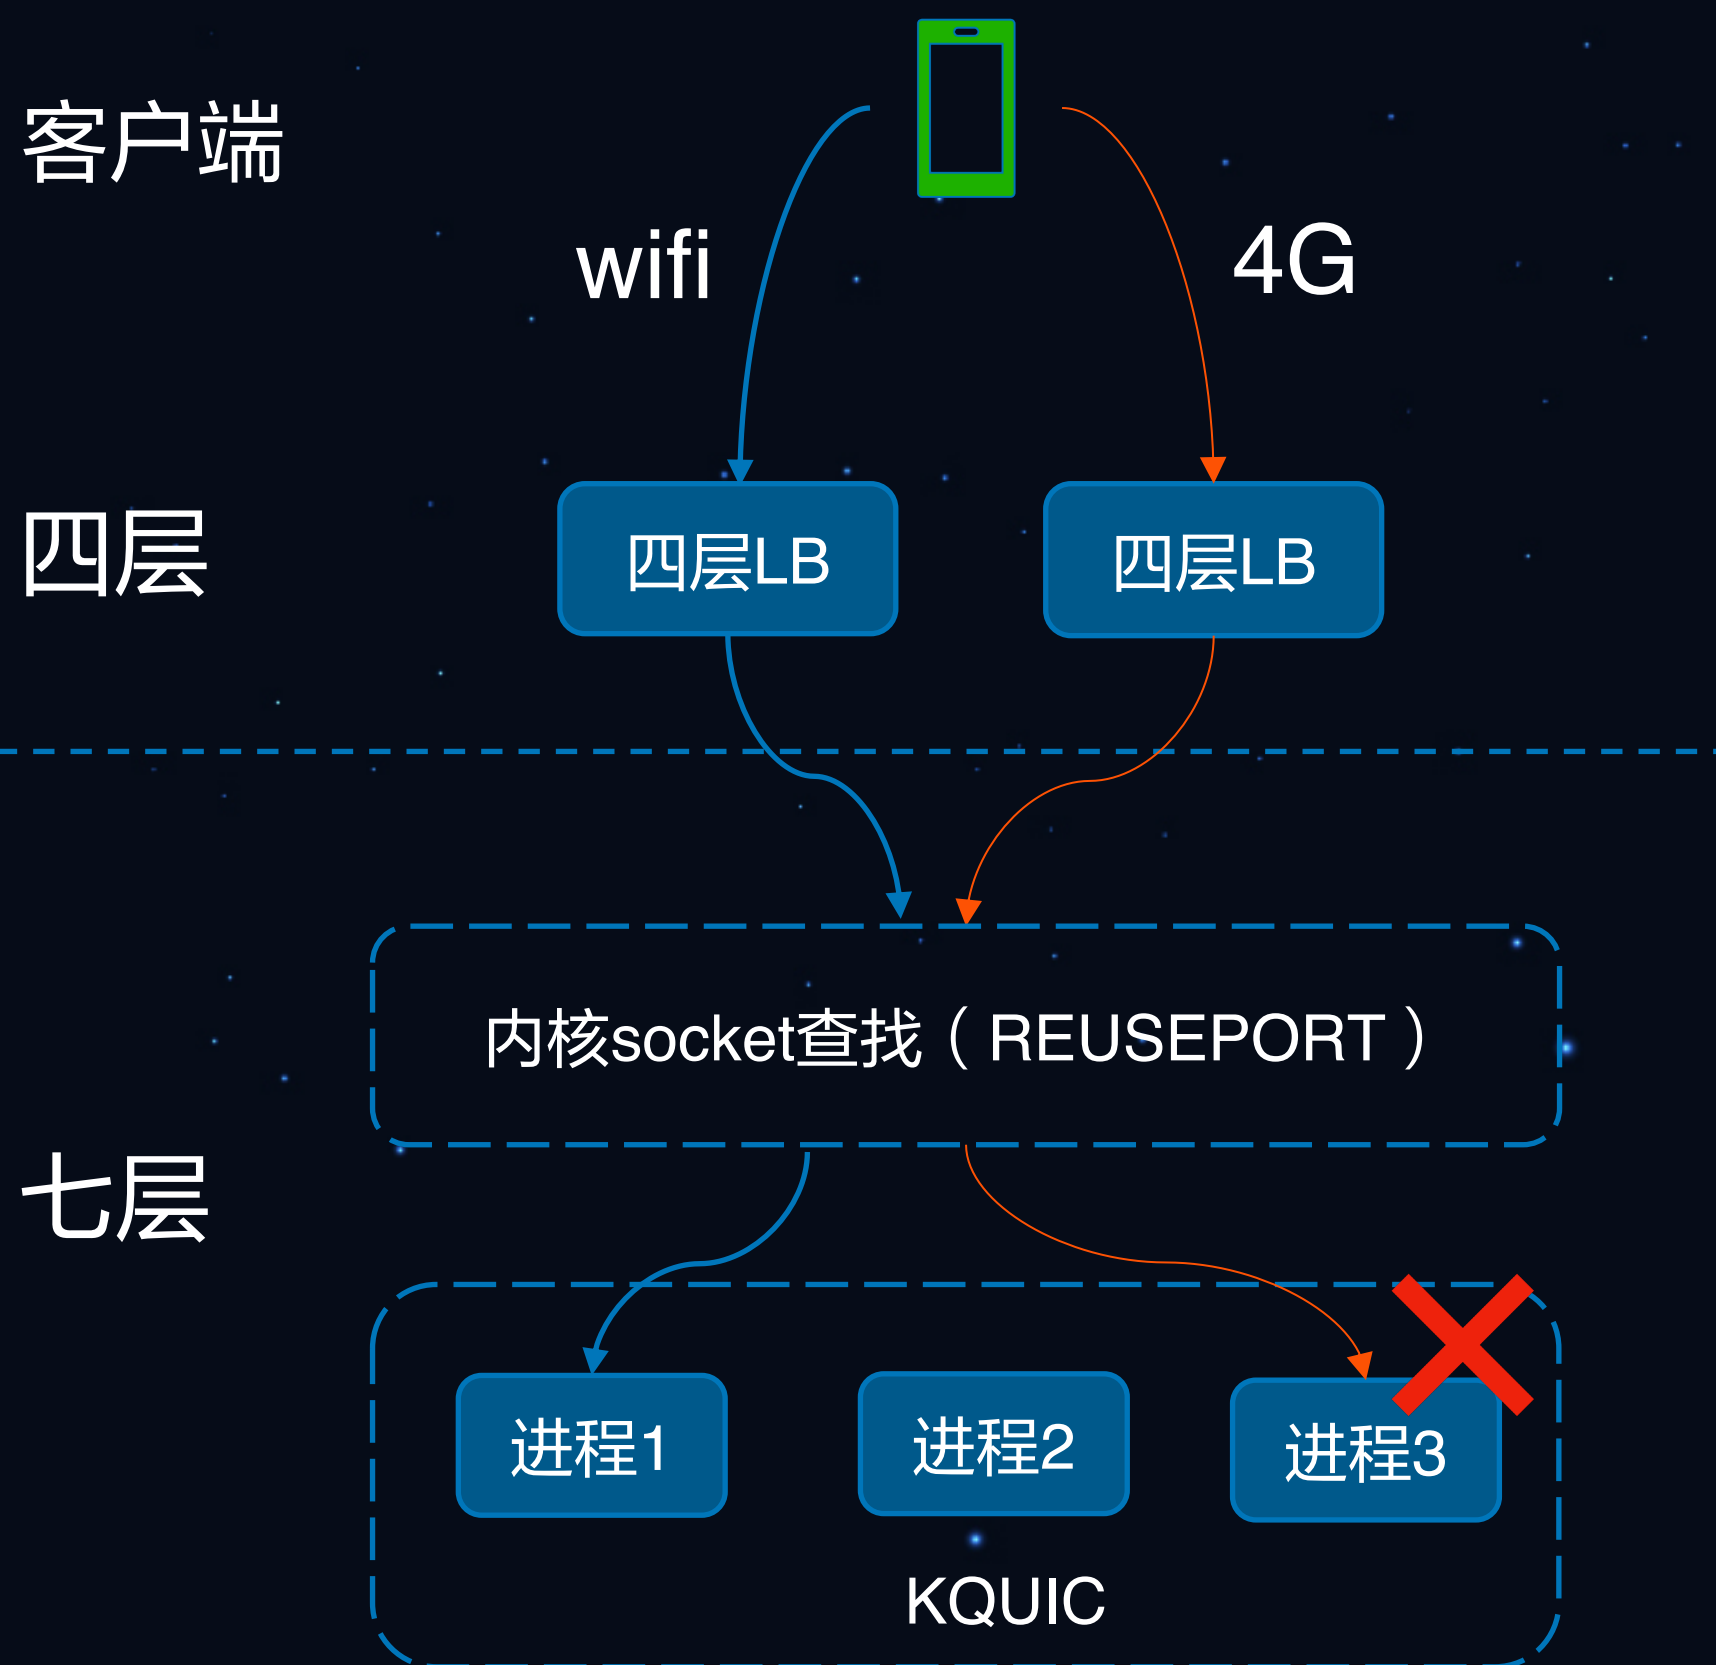 客户端
wifi
4G
四层
四层LB
四层LB
内核socket查找（REUSEPORT）
七层
进程1
进程2
进程3
KQUIC